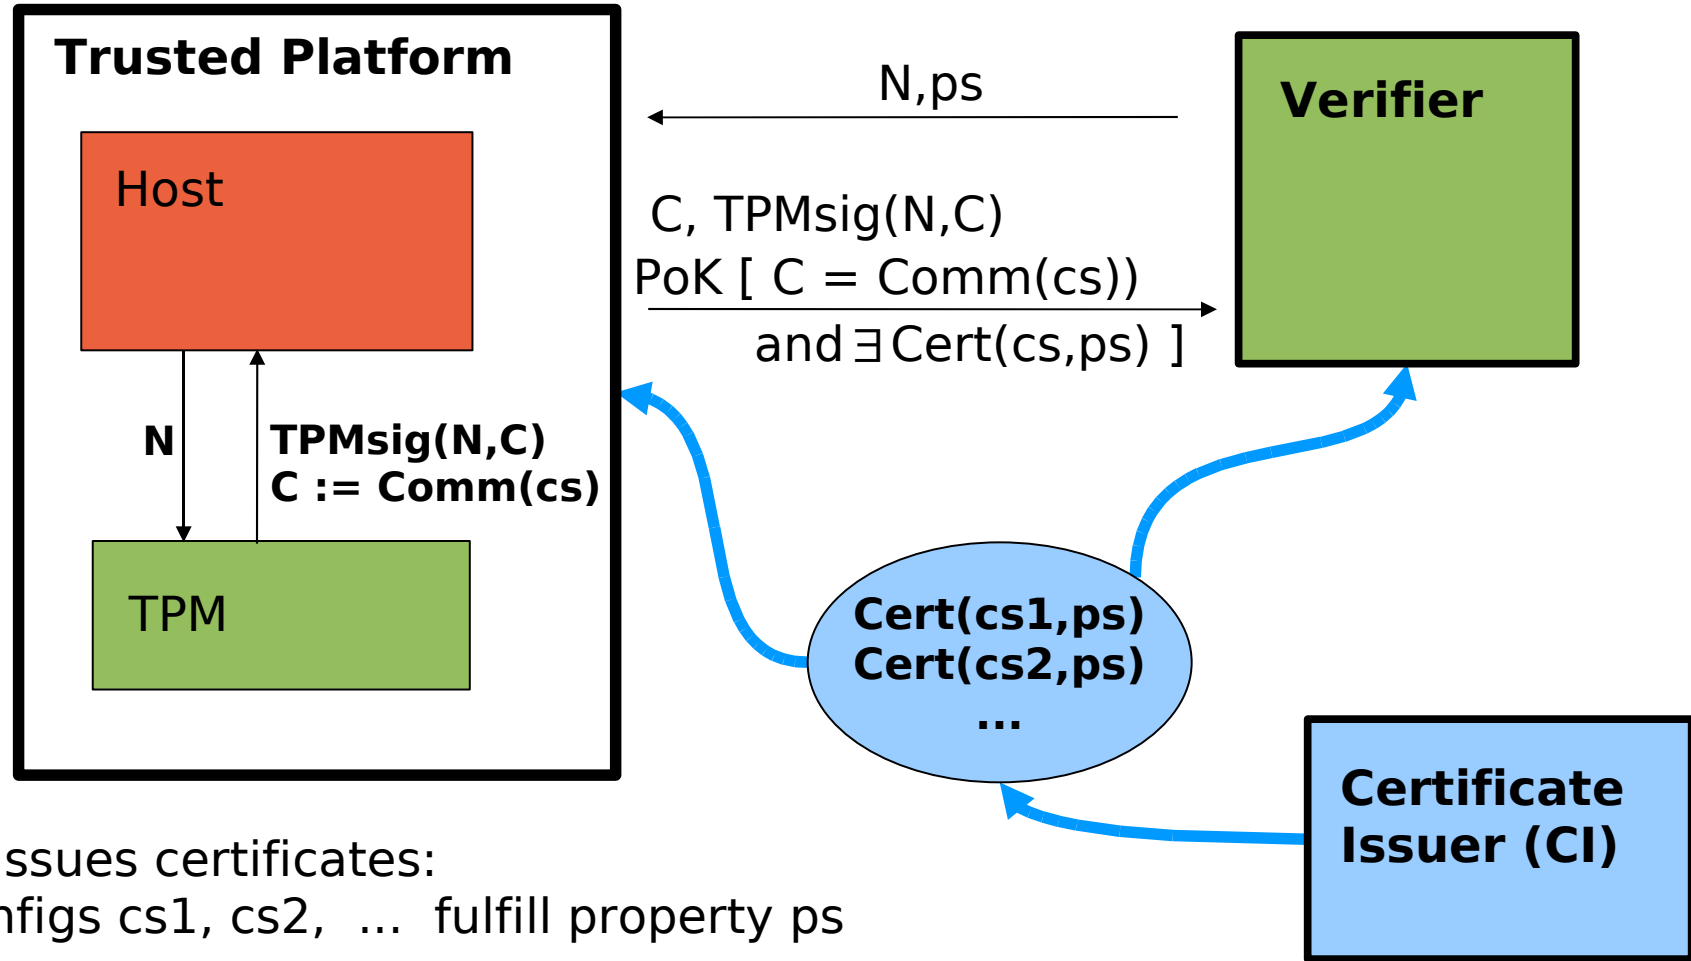 Trusted Platform
Host
N
TPMsig(N,C)
C := Comm(cs)
TPM
N,ps
C, TPMsig(N,C)
PoK [ C = Comm(cs))
and ∃ Cert(cs,ps) ]
Verifier
Cert(cs1,ps)
Cert(cs2,ps)
...
Certificate
Issuer (CI)
ssues certificates:
nfigs cs1, cs2, ... fulfill property ps